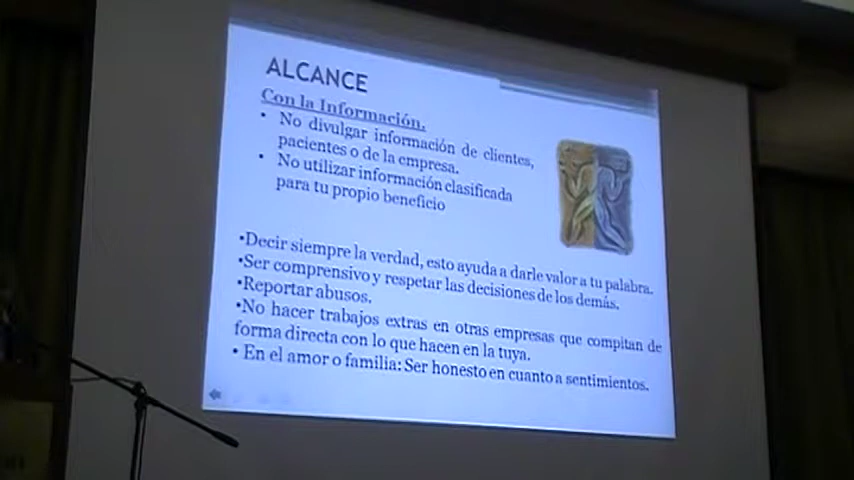 ALCANCE
Con la Información.
• No divulgar información de clientes,
pacientes o de la empresa.
• No utilizar información clasificada
para tu propio beneficio
•Decir siempre la verdad, esto ayuda a darle valor a tu palabra.
•Ser comprensivo y respetar las decisiones de los demás.
•Reportar abusos.
•No hacer trabajos extras en otras empresas que compitan de
forma directa con lo que hacen en la tuya.
• En el amor o familia: Ser honesto en cuanto a sentimientos.